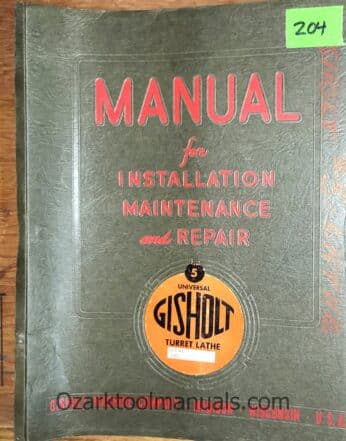 204
MANUAL
for
INSTALLATION
MAINTENANCE
and REPAIR
5
UNIVERSAL
GISHOLT
TURRET LATHE
Ozarktoolmanuals.com
WISCONSIN U.S.A.